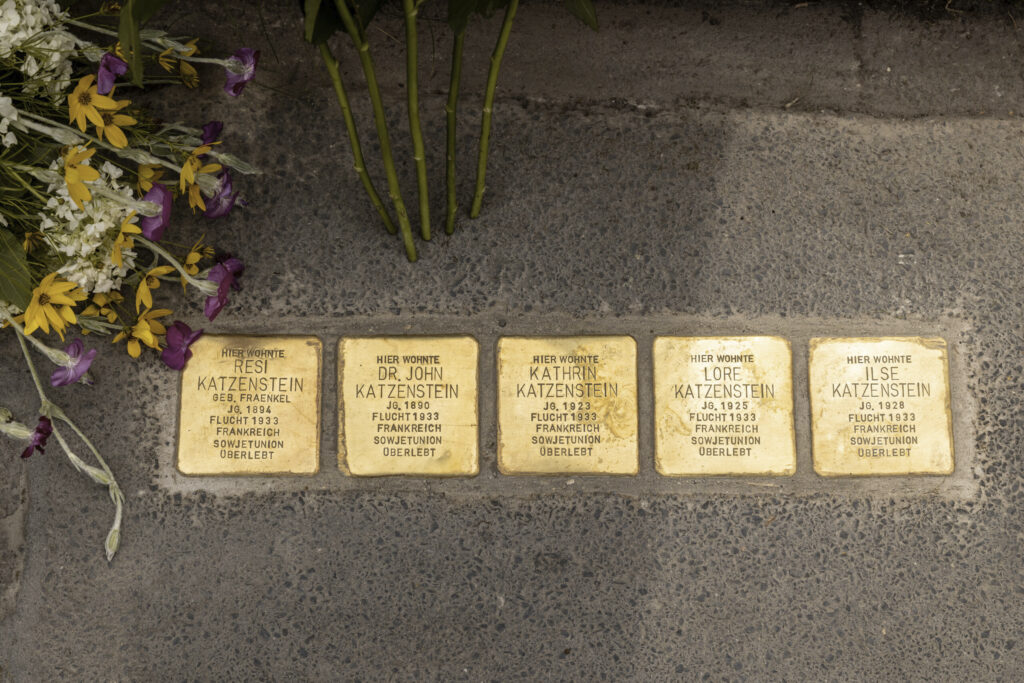 HIER WOHNTE
RESI
KATZENSTEIN
GEB. FRAENKEL
JG. 1894
FLUCHT 1933
FRANKREICH
SOWJETUNION
ÜBERLEBT
HIER WOHNTE
DR. JOHN
KATZENSTEIN
JG. 1890
FLUCHT 1933
FRANKREICH
SOWJETUNION
ÜBERLEBT
HIER WOHNTE
KATHRIN
KATZENSTEIN
JG. 1923
FLUCHT 1933
FRANKREICH
SOWJETUNION
ÜBERLEBT
HIER WOHNTE
LORE
KATZENSTEIN
JG. 1925
FLUCHT 1933
FRANKREICH
SOWJETUNION
ÜBERLEBT
HIER WOHNTE
ILSE
KATZENSTEIN
JG. 1928
FLUCHT 1933
FRANKREICH
SOWJETUNION
ÜBERLEBT